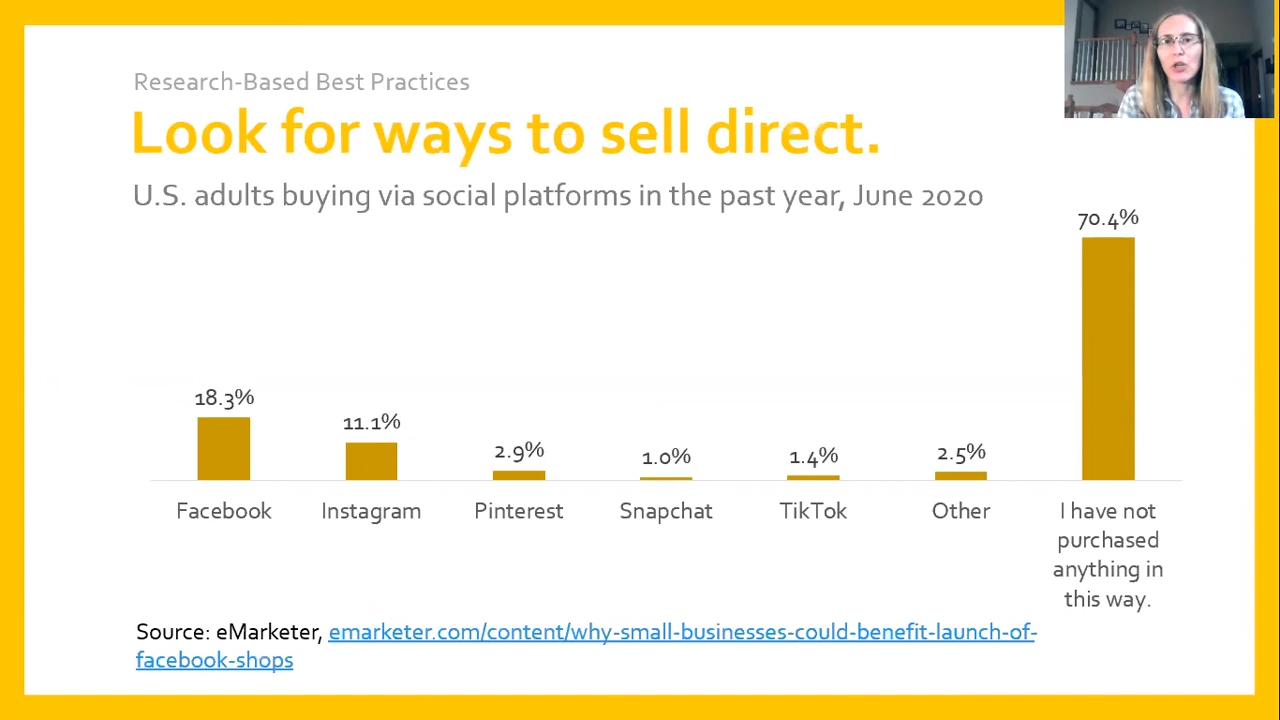 Research-Based Best Practices
Look for ways to sell direct.
U.S. adults buying via social platforms in the past year, June 2020
70.4%
18.3%
11.1%
2.9%
1.0%
1.4%
2.5%
Facebook
Instagram
Pinterest
Snapchat
TikTok
Other
I have not
purchased
anything in
this way.
Source: eMarketer, emarketer.com/content/why-small-businesses-could-benefit-launch-of-
facebook-shops